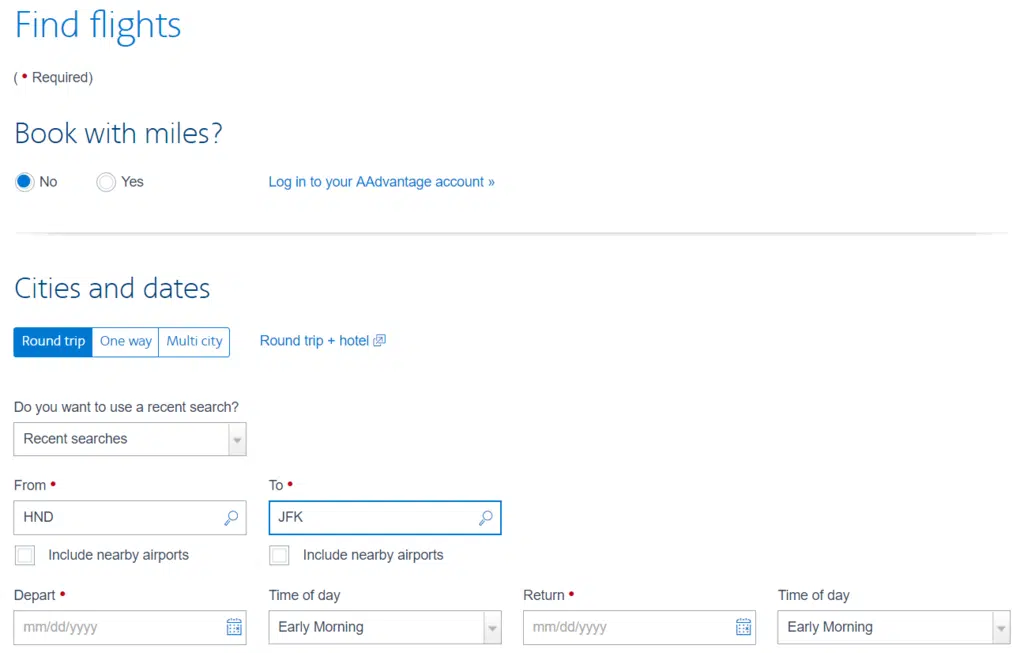 Find flights
( • Required)
Book with miles?
No Yes Log in to your AAdvantage account »
Cities and dates
Round trip One way Multi city Round trip + hotel
Do you want to use a recent search?
Recent searches
From • To •
HND JFK
Include nearby airports Include nearby airports
Depart • Time of day Return • Time of day
mm/dd/yyyy Early Morning mm/dd/yyyy Early Morning